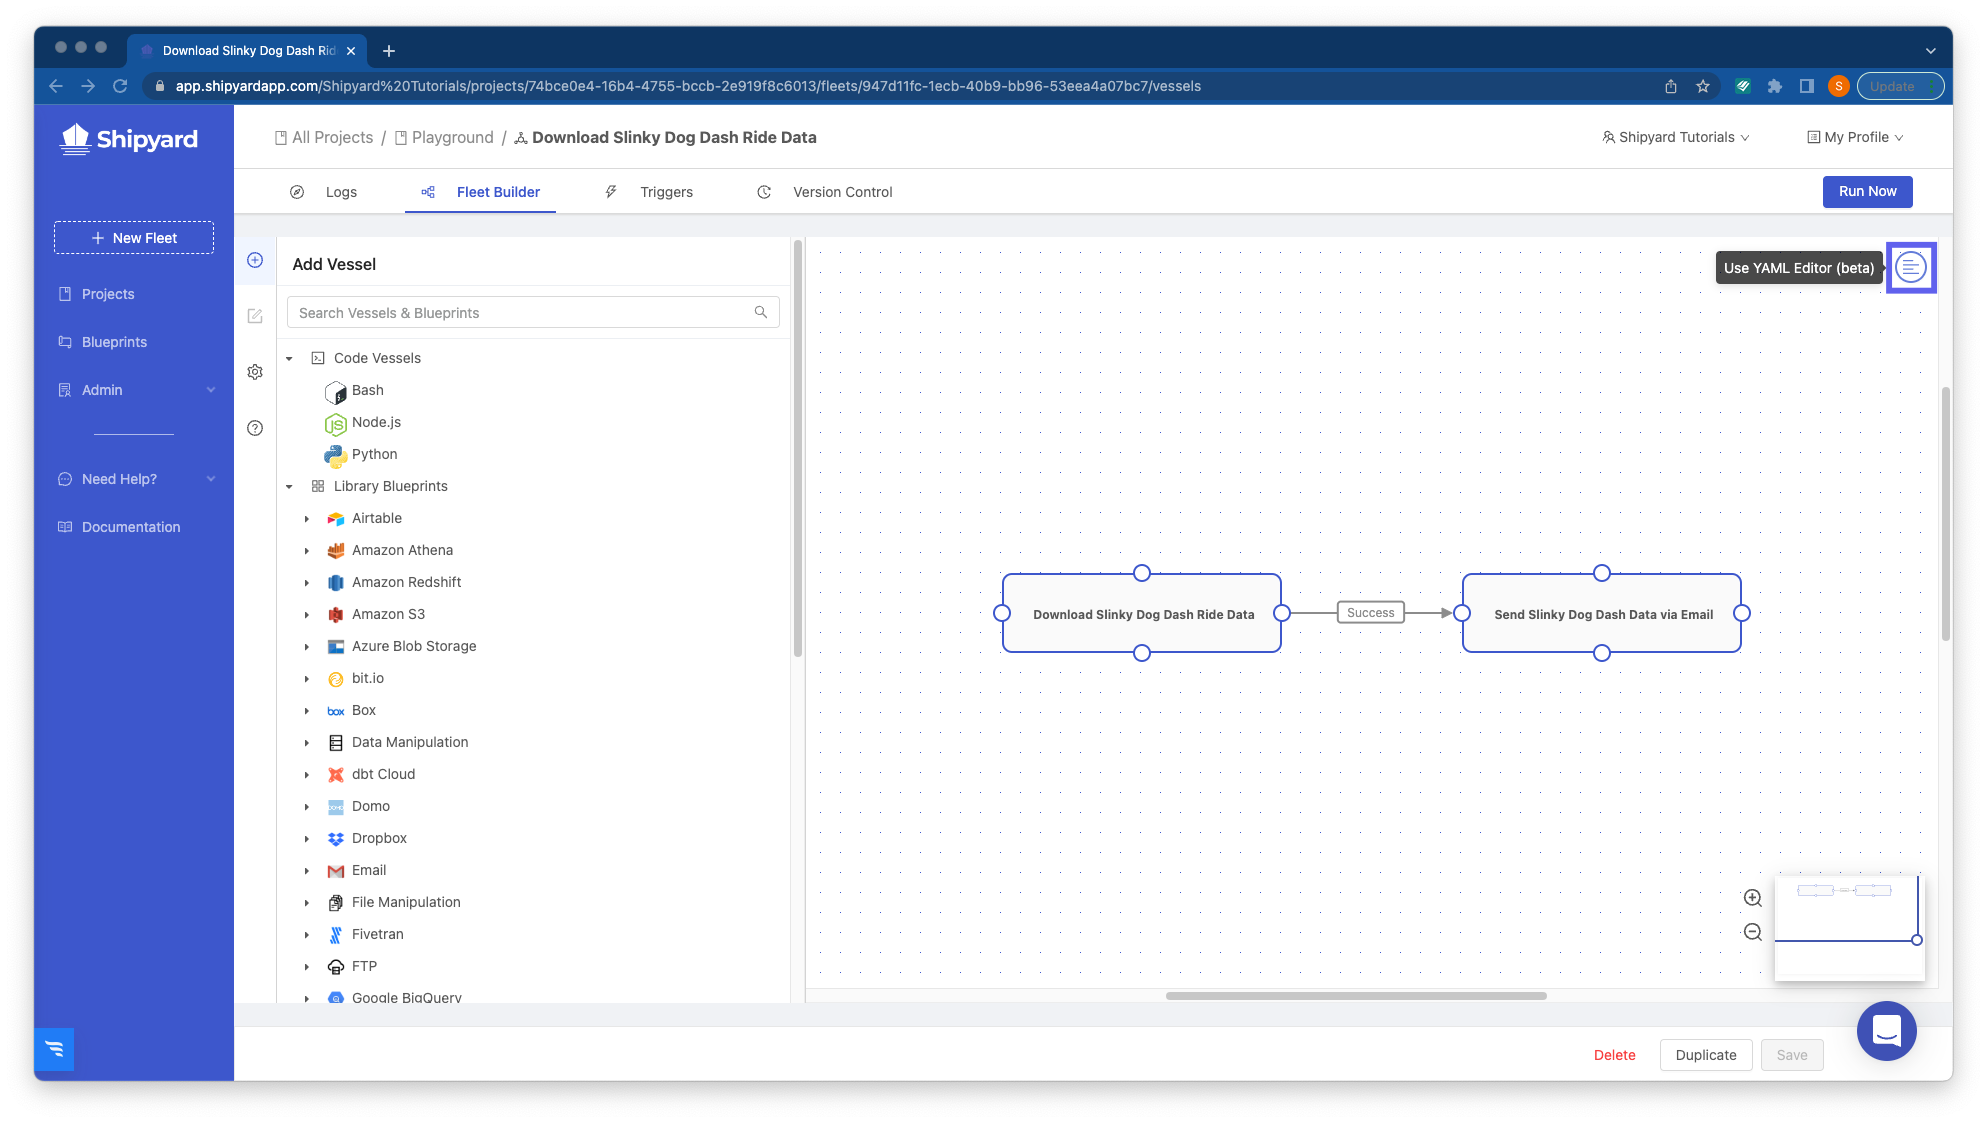 Download Slinky Dog Dash Rid
app.shipyardapp.com/Shipyard%20Tutorials/projects/74bce0e4-16b4-4755-bccb-2e919f8c6013/fleets/947d11fc-1ecb-40b9-bb96-53eea4a07bc7/vessels
S
Update
Shipyard
All Projects / Playground / Download Slinky Dog Dash Ride Data
Shipyard Tutorials
My Profile
Logs
Fleet Builder
Triggers
Version Control
Run Now
+ New Fleet
Projects
Blueprints
Admin
Need Help?
Documentation
Add Vessel
Search Vessels & Blueprints
Code Vessels
Bash
Node.js
Python
Library Blueprints
Airtable
Amazon Athena
Amazon Redshift
Amazon S3
Azure Blob Storage
bit.io
box Box
Data Manipulation
dbt Cloud
DOMO Domo
Dropbox
Email
File Manipulation
Fivetran
FTP
Google BigQuery
Use YAML Editor (beta)
Download Slinky Dog Dash Ride Data
Success
Send Slinky Dog Dash Data via Email
Delete
Duplicate
Save